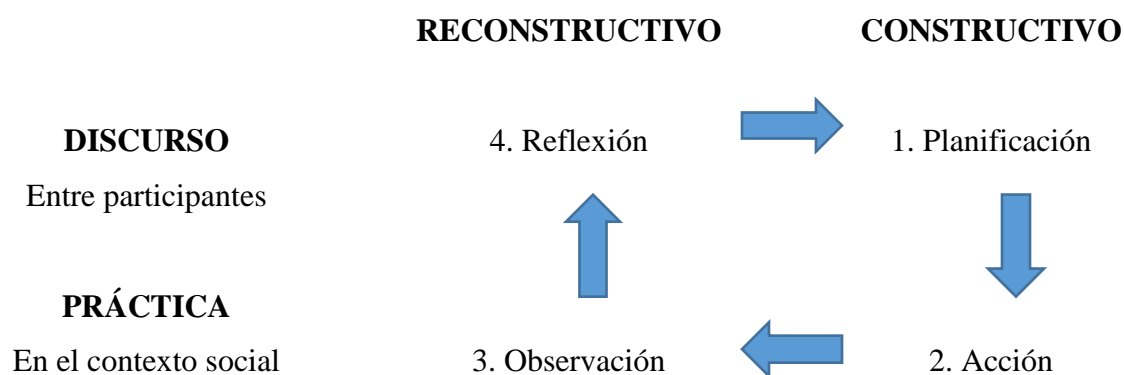 RECONSTRUCTIVO CONSTRUCTIVO
DISCURSO 4. Reflexión 1. Planificación
Entre participantes
PRÁCTICA
En el contexto social 3. Observación 2. Acción